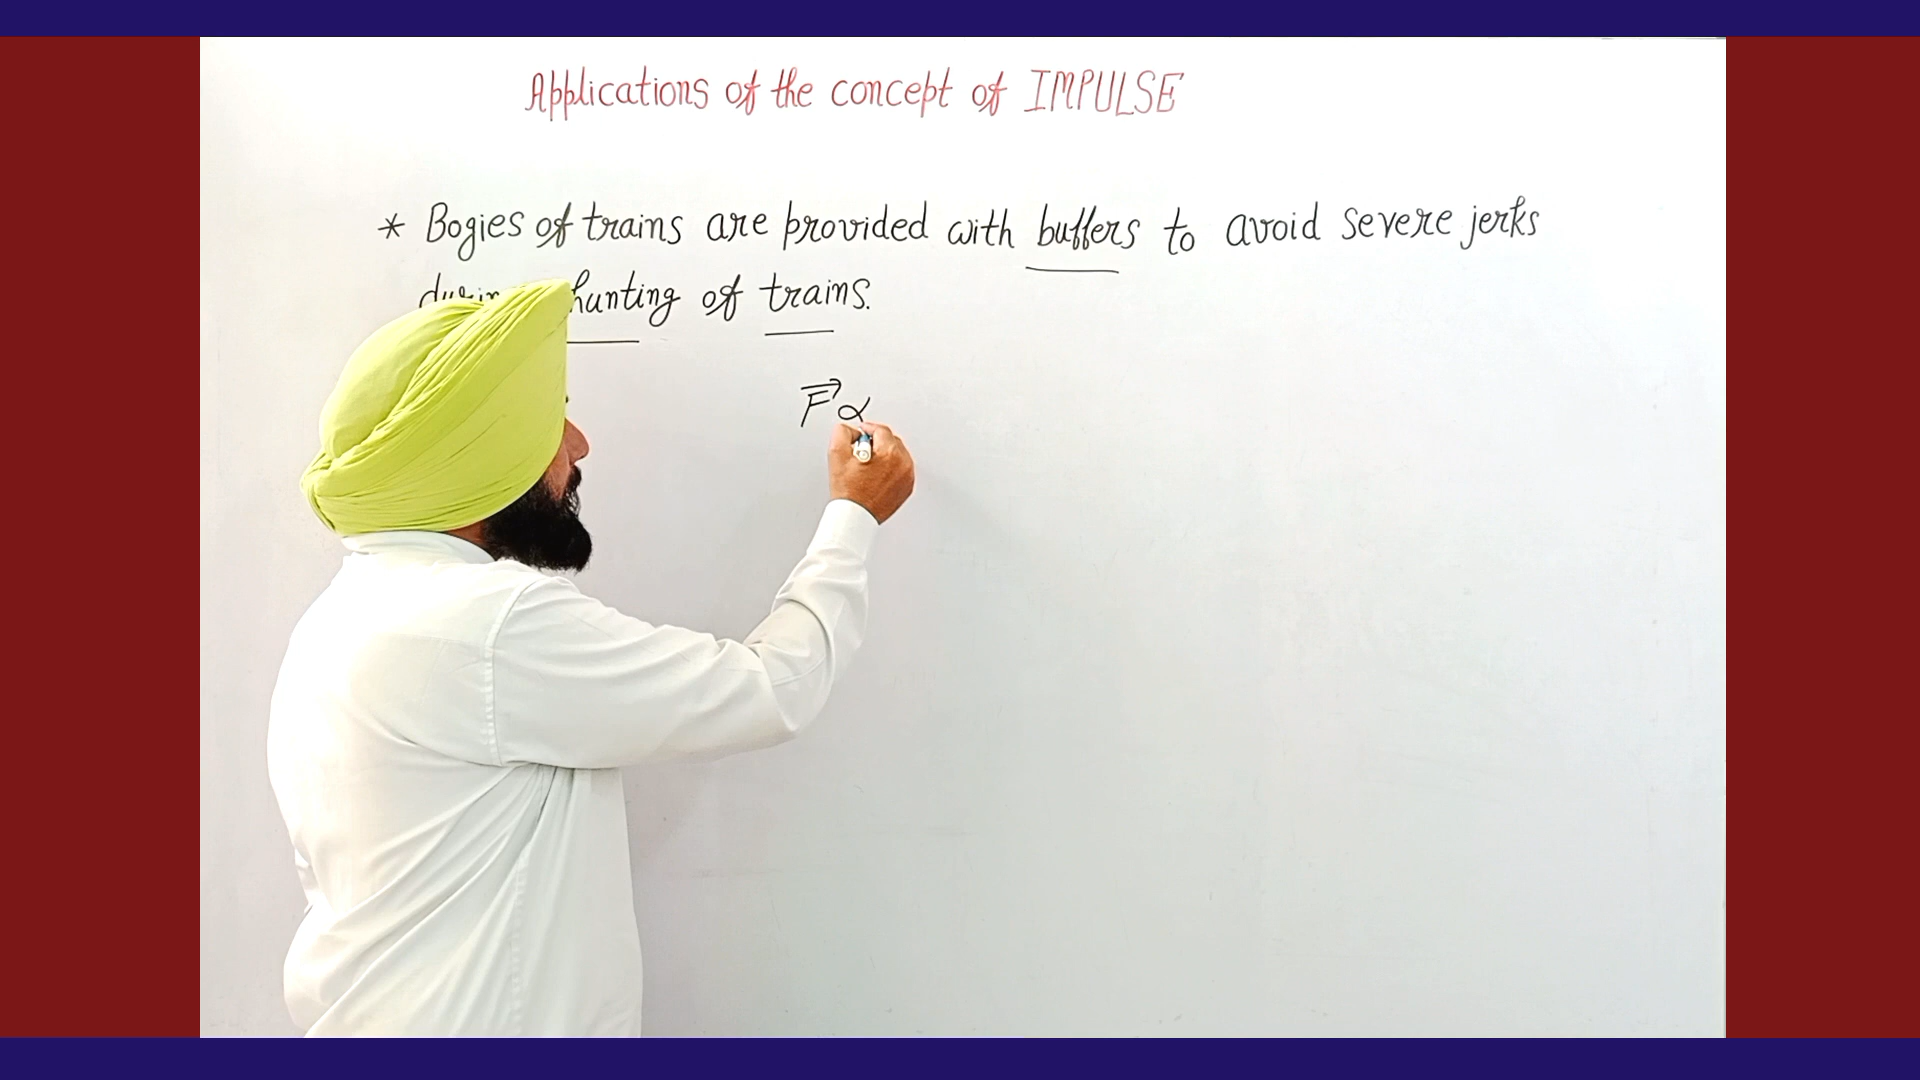 Applications of the concept of IMPULSE
* Bogies of trains are provided with buffers to avoid severe jerks
hunting of trains.
F⃗ ∝